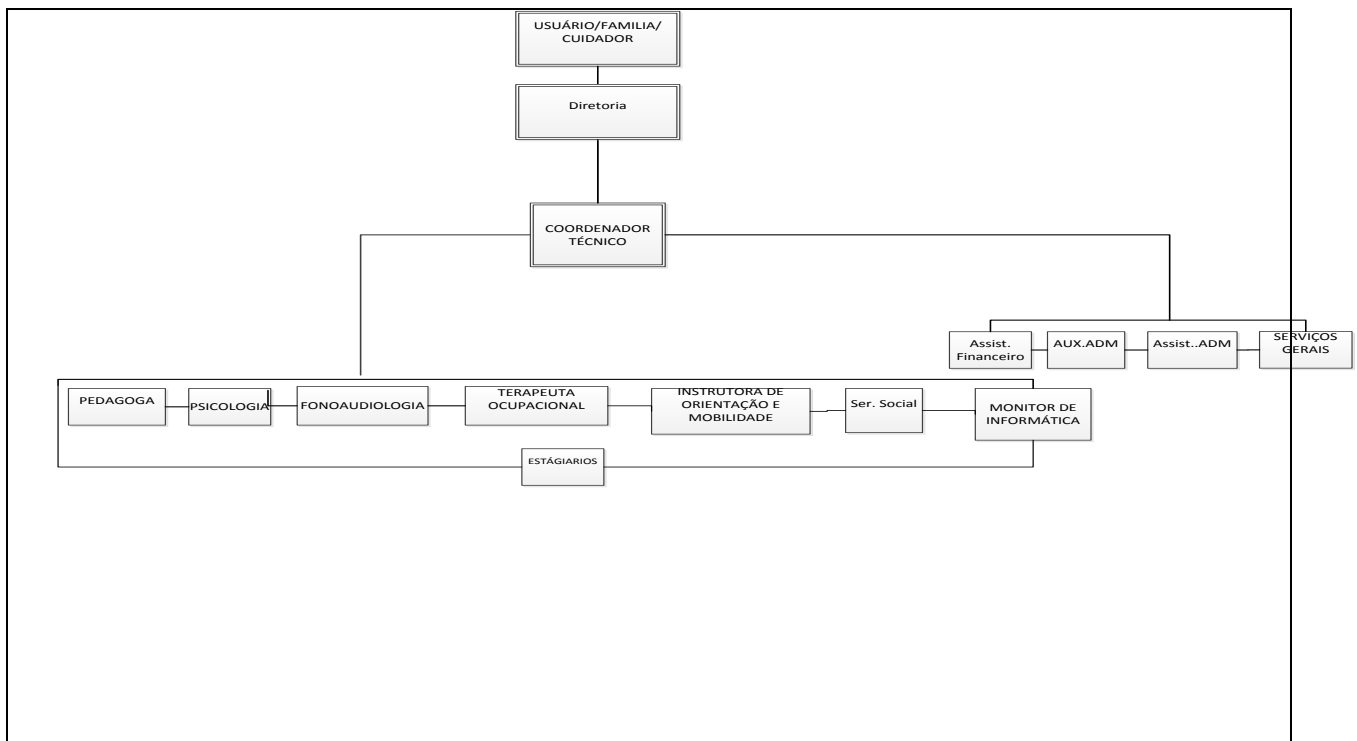 USUÁRIO/FAMILIA/
CUIDADOR
Diretoria
COORDENADOR
TÉCNICO
Assist.
Financeiro
AUX.ADM
Assist..ADM
SERVIÇOS
GERAIS
PEDAGOGA
PSICOLOGIA
FONOAUDIOLOGIA
TERAPEUTA
OCUPACIONAL
INSTRUTORA DE
ORIENTAÇÃO E
MOBILIDADE
Ser. Social
MONITOR DE
INFORMÁTICA
ESTÁGIARIOS